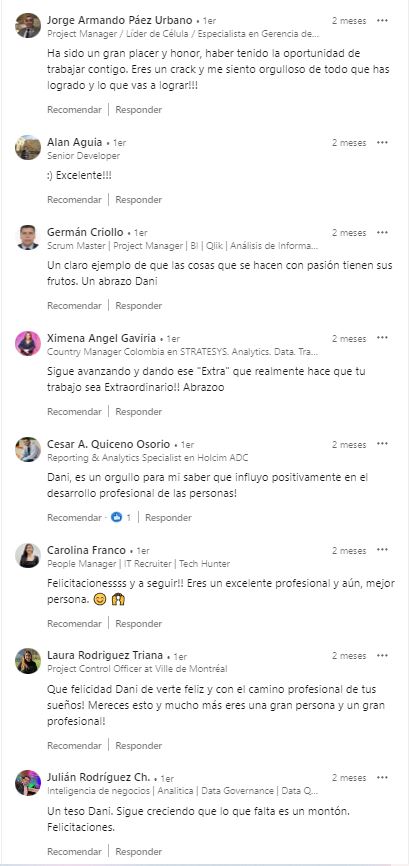 Jorge Armando Páez Urbano • 1er 2 meses •••
Project Manager / Líder de Célula / Especialista en Gerencia de...
Ha sido un gran placer y honor, haber tenido la oportunidad de
trabajar contigo. Eres un crack y me siento orgulloso de todo que has
logrado y lo que vas a lograr!!!
Recomendar | Responder
Alan Aguia • 1er 2 meses •••
Senior Developer
:) Excelente!!!
Recomendar | Responder
Germán Criollo • 1er 2 meses •••
Scrum Master | Project Manager | BI | Qlik | Análisis de Informa...
Un claro ejemplo de que las cosas que se hacen con pasión tienen sus
frutos. Un abrazo Dani
Recomendar | Responder
Ximena Angel Gaviria • 1er 2 meses •••
Country Manager Colombia en STRATESYS. Analytics. Data. Tra...
Sigue avanzando y dando ese "Extra" que realmente hace que tu
trabajo sea Extraordinario!! Abrazoo
Recomendar | Responder
Cesar A. Quiceno Osorio • 1er 2 meses •••
Reporting & Analytics Specialist en Holcim ADC
Dani, es un orgullo para mi saber que influyo positivamente en el
desarrollo profesional de las personas!
Recomendar · 1 | Responder
Carolina Franco • 1er 2 meses •••
People Manager | IT Recruiter | Tech Hunter
Felicitacionessss y a seguir!! Eres un excelente profesional y aún, mejor
persona. 😊 🙌
Recomendar | Responder
Laura Rodriguez Triana • 1er 2 meses •••
Project Control Officer at Ville de Montréal
Que felicidad Dani de verte feliz y con el camino profesional de tus
sueños! Mereces esto y mucho más eres una gran persona y un gran
profesional!
Recomendar | Responder
Julián Rodríguez Ch. • 1er 2 meses •••
Inteligencia de negocios | Analitica | Data Governance | Data Q...
Un teso Dani. Sigue creciendo que lo que falta es un montón.
Felicitaciones.
Recomendar | Responder